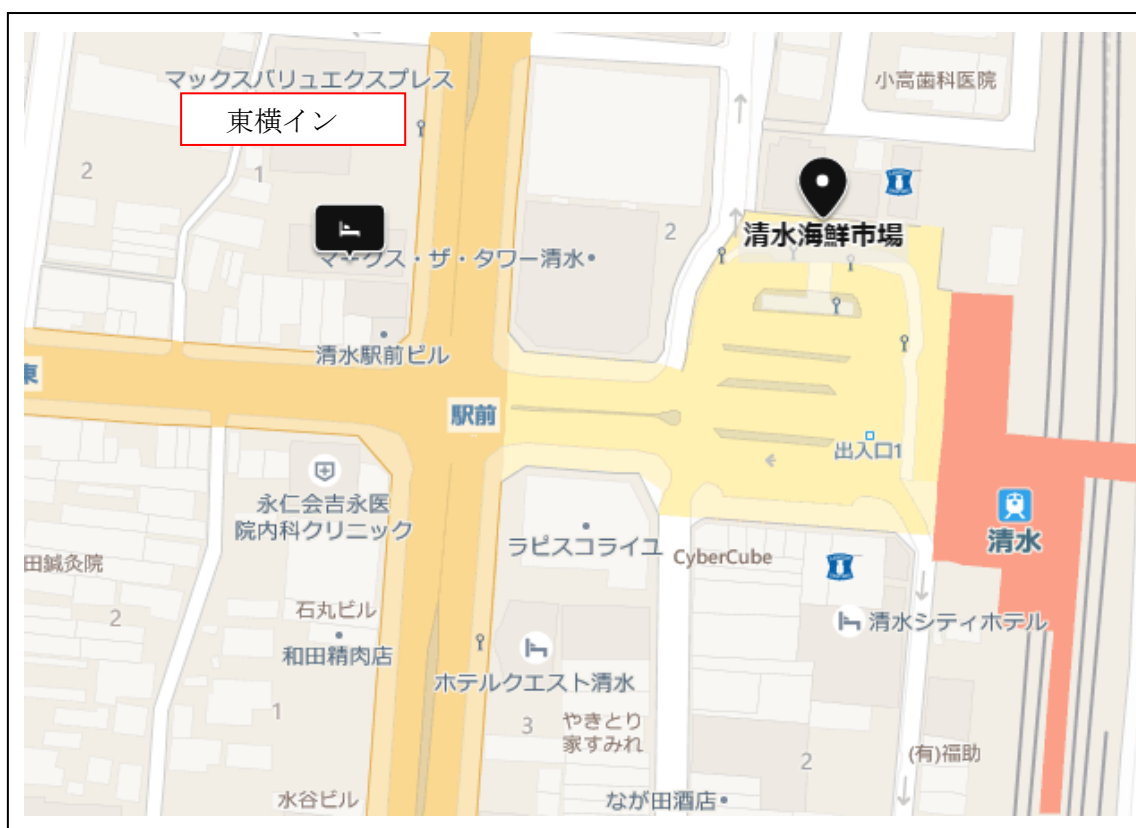 マックスバリュエクスプレス
小高歯科医院
東横イン
2
1
2
清水海鮮市場
マックス・ザ・タワー清水
清水駅前ビル
東
駅前
出入口1
永仁会吉永医
院内科クリニック
清水
ラピスコライユ
CyberCube
田鍼灸院
2
石丸ビル
清水シティホテル
和田精肉店
ホテルクエスト清水
1
3
やきとり
家すみれ
2
(有)福助
水谷ビル
なが田酒店